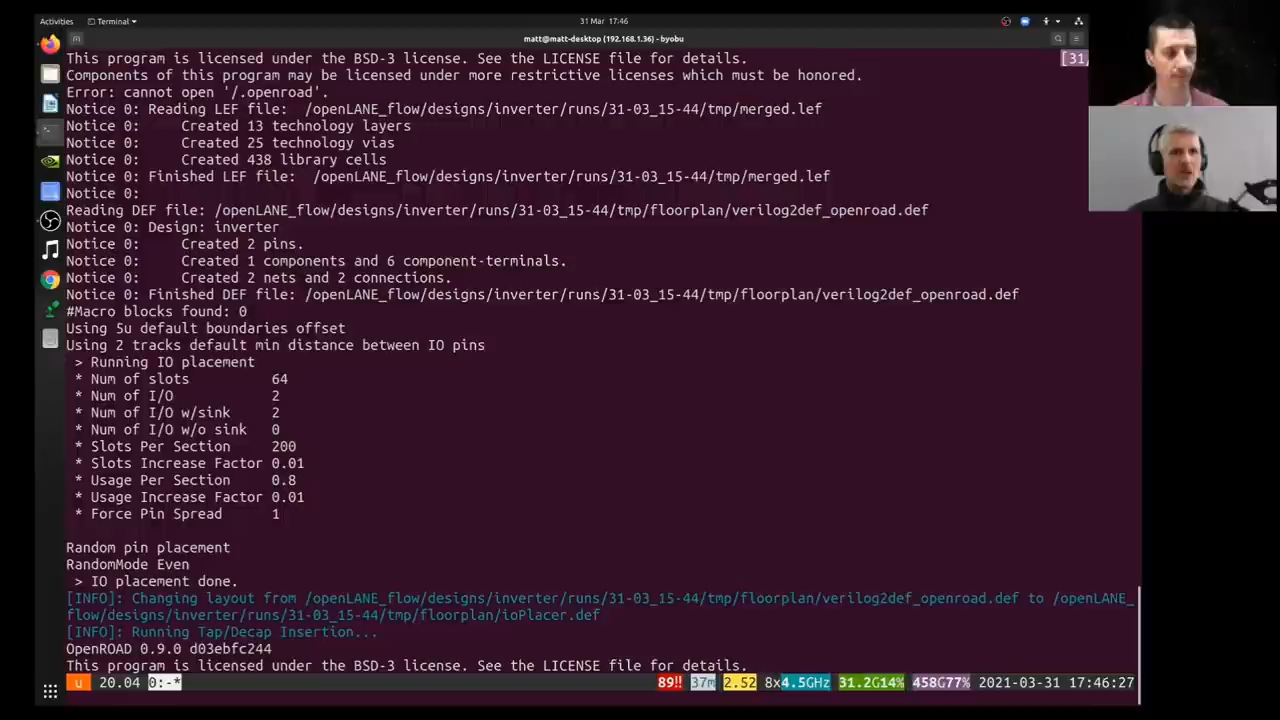 Activities
Terminal
31 Mar 17:46
matt@matt-desktop (192.168.1.36) - byobu
This program is licensed under the BSD-3 license. See the LICENSE file for details.
[31/
Components of this program may be licensed under more restrictive licenses which must be honored.
Error: cannot open '/.openroad'.
Notice 0: Reading LEF file:  /openLANE_flow/designs/inverter/runs/31-03_15-44/tmp/merged.lef
Notice 0:     Created 13 technology layers
Notice 0:     Created 25 technology vias
Notice 0:     Created 438 library cells
Notice 0: Finished LEF file:  /openLANE_flow/designs/inverter/runs/31-03_15-44/tmp/merged.lef
Notice 0:
Reading DEF file: /openLANE_flow/designs/inverter/runs/31-03_15-44/tmp/floorplan/verilog2def_openroad.def
Notice 0: Design: inverter
Notice 0:     Created 2 pins.
Notice 0:     Created 1 components and 6 component-terminals.
Notice 0:     Created 2 nets and 2 connections.
Notice 0: Finished DEF file: /openLANE_flow/designs/inverter/runs/31-03_15-44/tmp/floorplan/verilog2def_openroad.def
#Macro blocks found: 0
Using 5u default boundaries offset
Using 2 tracks default min distance between IO pins
> Running IO placement
* Num of slots          64
* Num of I/O            2
* Num of I/O w/sink     2
* Num of I/O w/o sink   0
* Slots Per Section     200
* Slots Increase Factor 0.01
* Usage Per Section     0.8
* Usage Increase Factor 0.01
* Force Pin Spread      1
Random pin placement
RandomMode Even
> IO placement done.
[INFO]: Changing layout from /openLANE_flow/designs/inverter/runs/31-03_15-44/tmp/floorplan/verilog2def_openroad.def to /openLANE_
flow/designs/inverter/runs/31-03_15-44/tmp/floorplan/ioPlacer.def
[INFO]: Running Tap/Decap Insertion...
OpenROAD 0.9.0 d03ebfc244
This program is licensed under the BSD-3 license. See the LICENSE file for details.
u 20.04 0:-* 89!! 37m 2.52 8x4.5GHz 31.2G14% 458G77% 2021-03-31 17:46:27